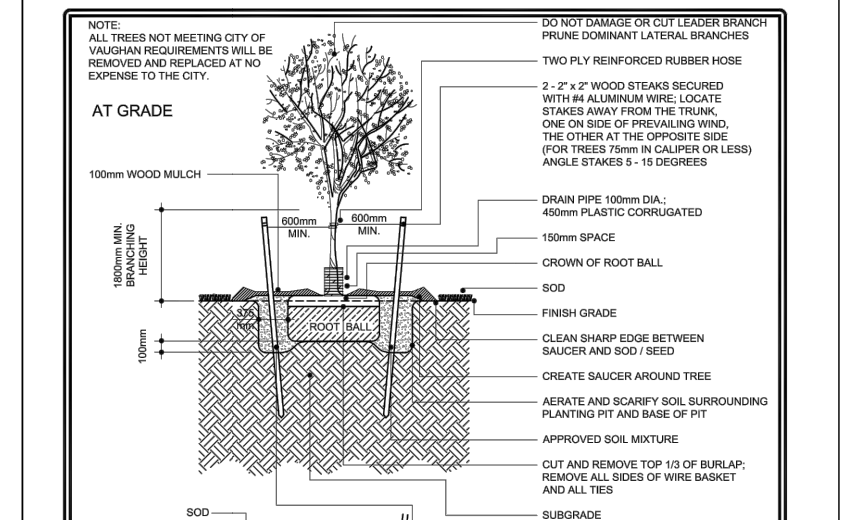 NOTE:
ALL TREES NOT MEETING CITY OF
VAUGHAN REQUIREMENTS WILL BE
REMOVED AND REPLACED AT NO
EXPENSE TO THE CITY.
AT GRADE
100mm WOOD MULCH
1800mm MIN.
BRANCHING
HEIGHT
100mm
600mm
MIN.
600mm
MIN.
375
mm
ROOT BALL
DO NOT DAMAGE OR CUT LEADER BRANCH
PRUNE DOMINANT LATERAL BRANCHES
TWO PLY REINFORCED RUBBER HOSE
2 - 2" x 2" WOOD STEAKS SECURED
WITH #4 ALUMINUM WIRE; LOCATE
STAKES AWAY FROM THE TRUNK,
ONE ON SIDE OF PREVAILING WIND,
THE OTHER AT THE OPPOSITE SIDE
(FOR TREES 75mm IN CALIPER OR LESS)
ANGLE STAKES 5 - 15 DEGREES
DRAIN PIPE 100mm DIA.;
450mm PLASTIC CORRUGATED
150mm SPACE
CROWN OF ROOT BALL
SOD
FINISH GRADE
CLEAN SHARP EDGE BETWEEN
SAUCER AND SOD / SEED
CREATE SAUCER AROUND TREE
AERATE AND SCARIFY SOIL SURROUNDING
PLANTING PIT AND BASE OF PIT
APPROVED SOIL MIXTURE
CUT AND REMOVE TOP 1/3 OF BURLAP;
REMOVE ALL SIDES OF WIRE BASKET
AND ALL TIES
SUBGRADE
SOD